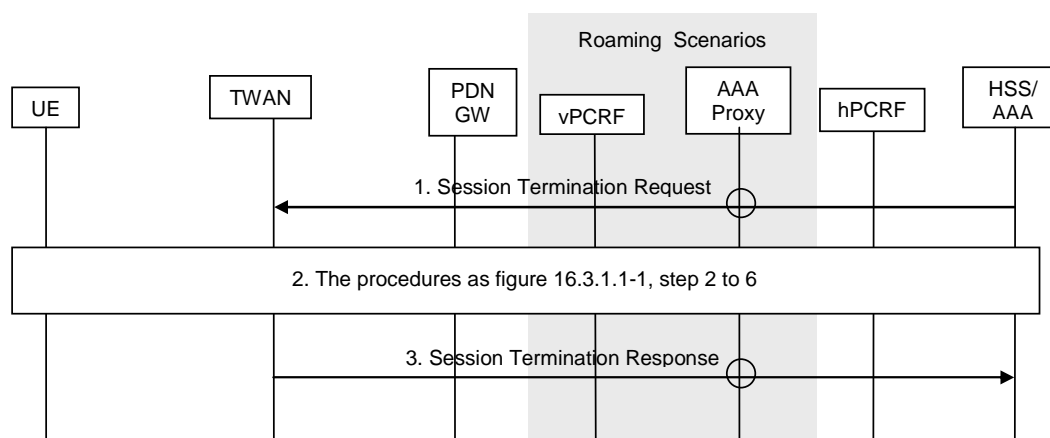 Roaming Scenarios
UE
TWAN
PDN
GW
vPCRF
AAA
Proxy
hPCRF
HSS/
AAA
1. Session Termination Request
2. The procedures as figure 16.3.1.1-1, step 2 to 6
3. Session Termination Response